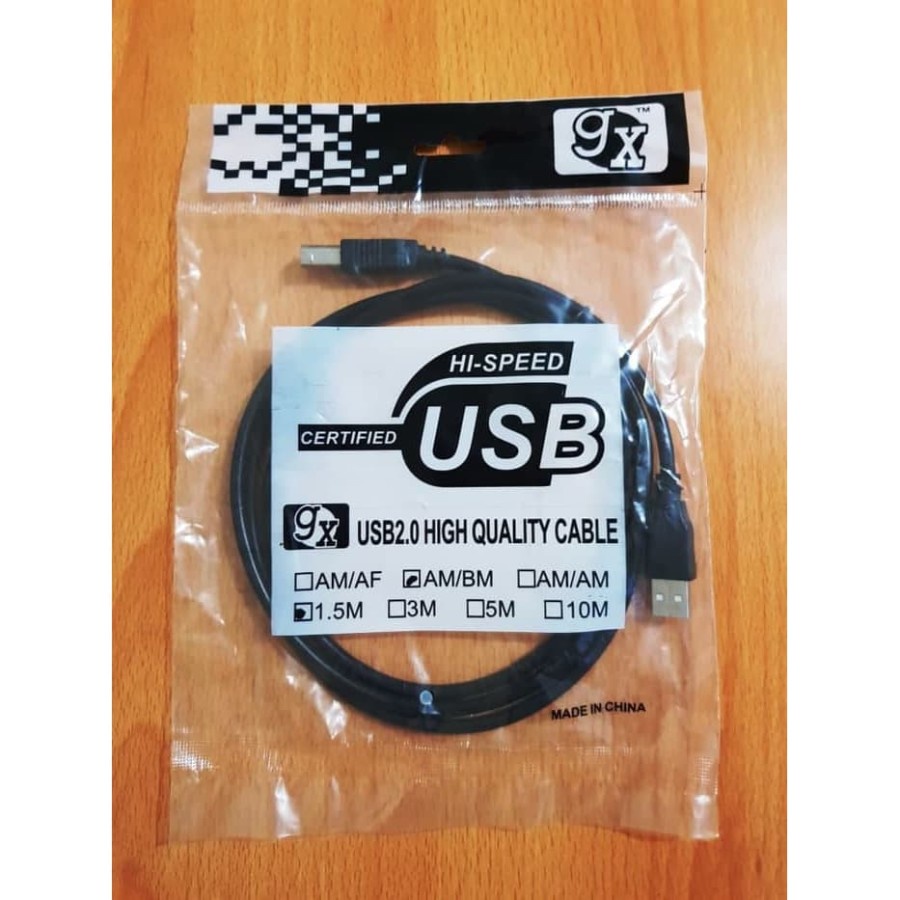 gx™
HI-SPEED
CERTIFIED USB
gx USB2.0 HIGH QUALITY CABLE
AM/AF AM/BM AM/AM
1.5M 3M 5M 10M
MADE IN CHINA